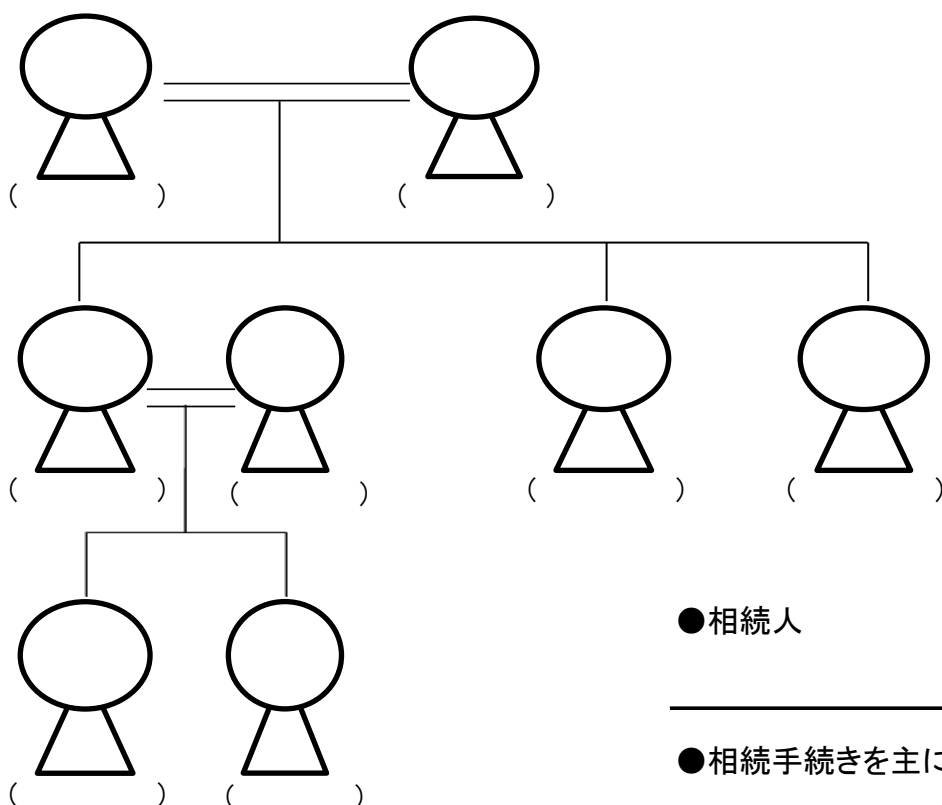 (　　　) (　　　)
(　　　) (　　　) (　　　) (　　　)
●相続人
●相続手続きを主に
(　　　) (　　　)